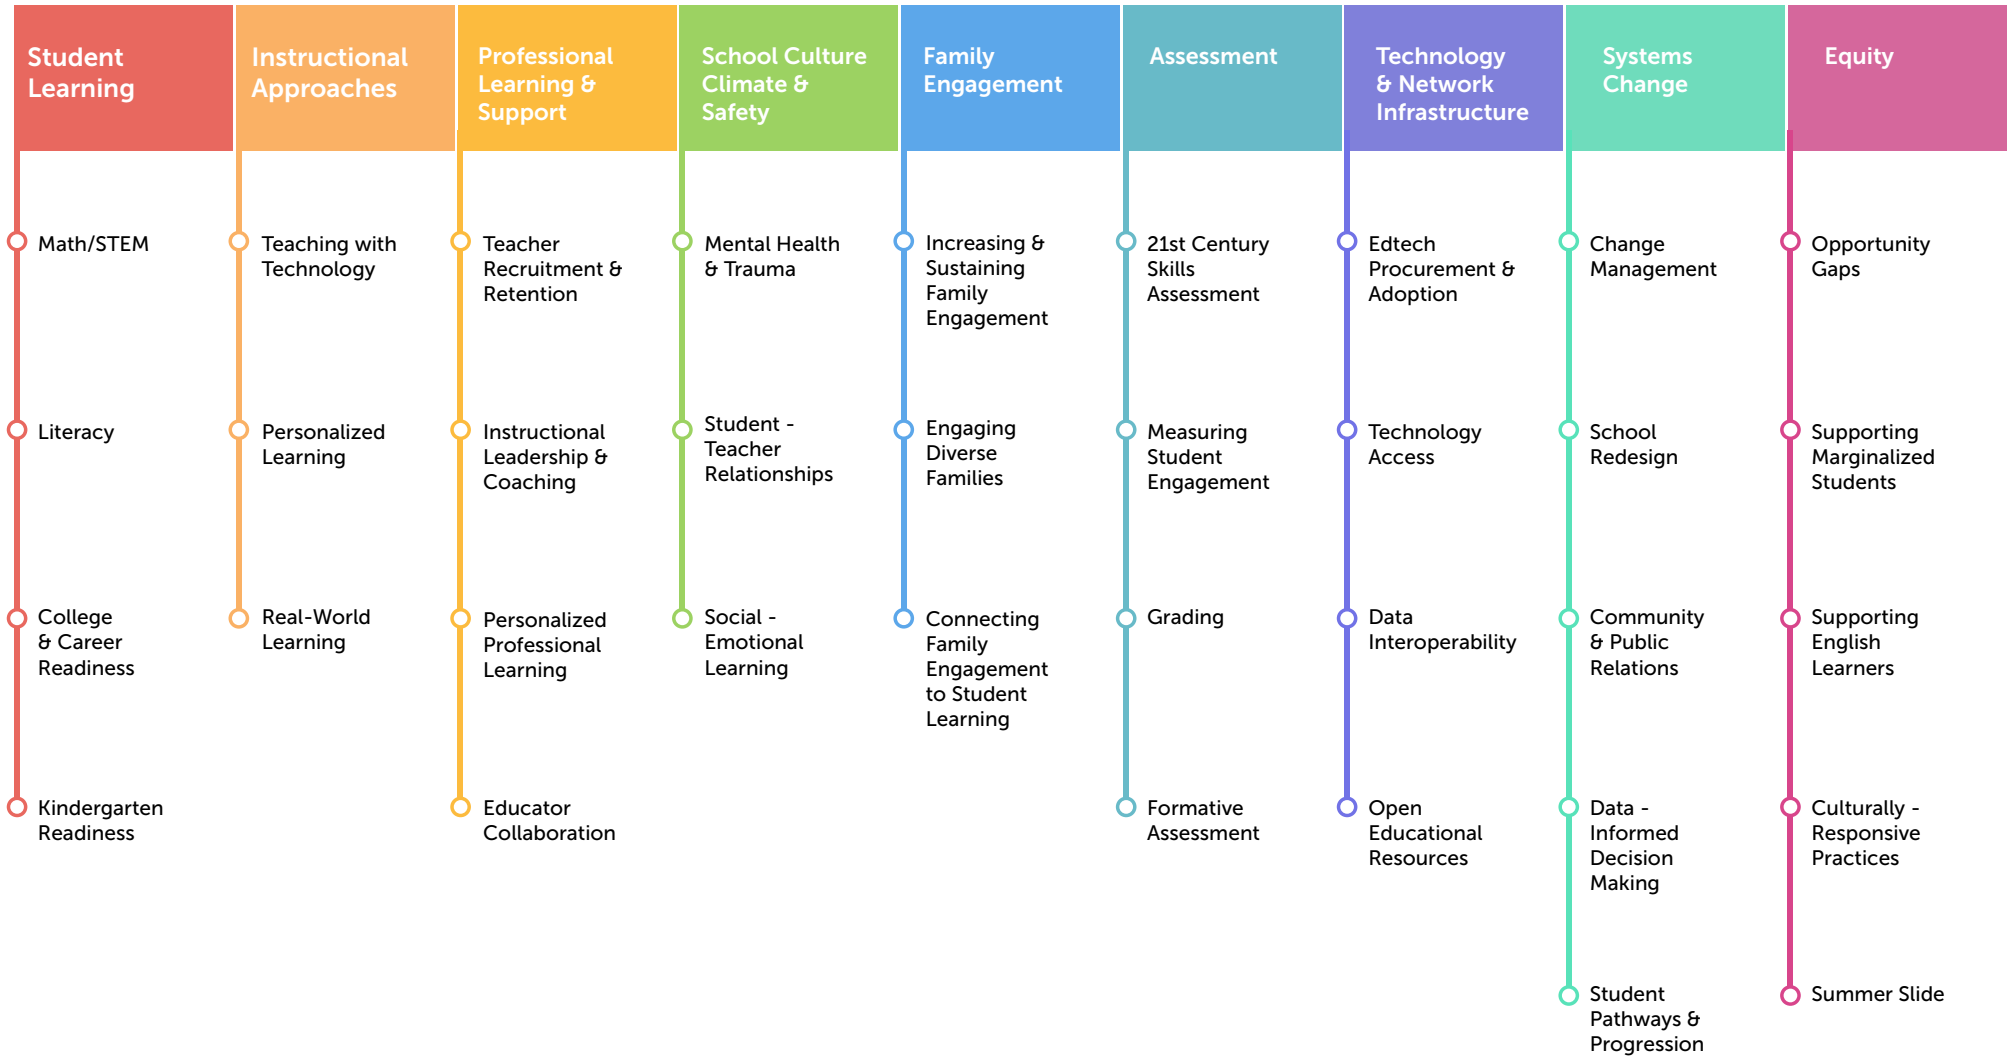 Student
Learning
Instructional
Approaches
Professional
Learning &
Support
School Culture
Climate &
Safety
Family
Engagement
Assessment
Technology
& Network
Infrastructure
Systems
Change
Equity
Math/STEM
Literacy
College
& Career
Readiness
Kindergarten
Readiness
Teaching with
Technology
Personalized
Learning
Real-World
Learning
Teacher
Recruitment &
Retention
Instructional
Leadership &
Coaching
Personalized
Professional
Learning
Educator
Collaboration
Mental Health
& Trauma
Student -
Teacher
Relationships
Social -
Emotional
Learning
Increasing &
Sustaining
Family
Engagement
Engaging
Diverse
Families
Connecting
Family
Engagement
to Student
Learning
21st Century
Skills
Assessment
Measuring
Student
Engagement
Grading
Formative
Assessment
Edtech
Procurement &
Adoption
Technology
Access
Data
Interoperability
Open
Educational
Resources
Change
Management
School
Redesign
Community
& Public
Relations
Data -
Informed
Decision
Making
Student
Pathways &
Progression
Opportunity
Gaps
Supporting
Marginalized
Students
Supporting
English
Learners
Culturally -
Responsive
Practices
Summer Slide